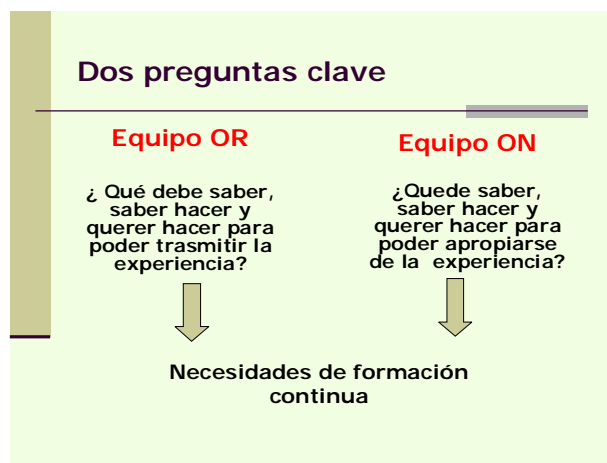 Dos preguntas clave
Equipo OR
¿ Qué debe saber,
saber hacer y
querer hacer para
poder trasmitir la
experiencia?
Equipo ON
¿Quede saber,
saber hacer y
querer hacer para
poder apropiarse
de la experiencia?
Necesidades de formación
continua